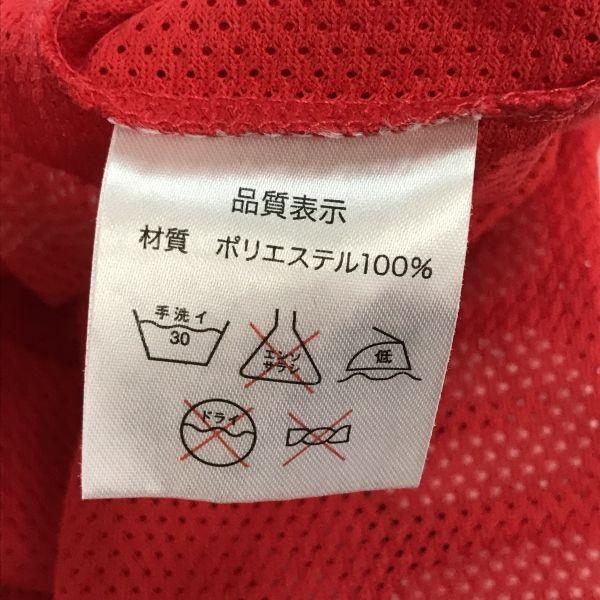 品質表示
材質 ポリエステル100%
手洗イ
30
エンソ
サラシ
低
ドライ